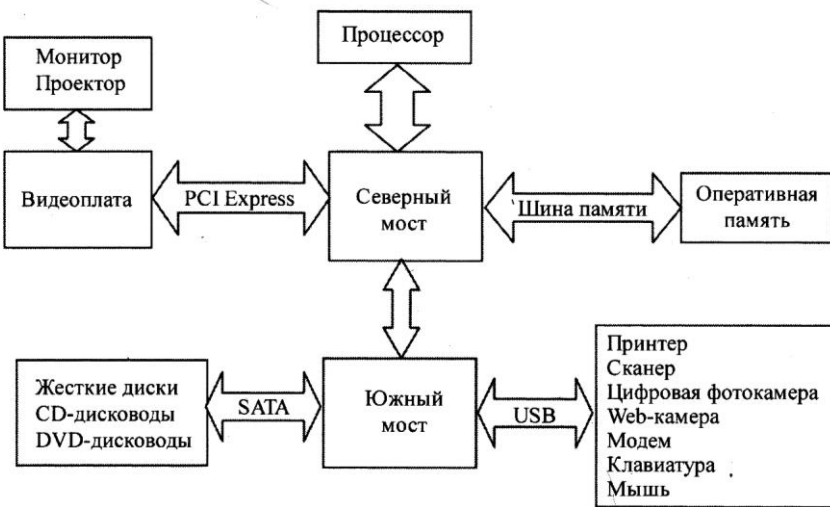 Процессор
Монитор
Проектор
Видеоплата
PCI Express
Северный
мост
Шина памяти
Оперативная
память
Жесткие диски
CD-дисководы
DVD-дисководы
SATA
Южный
мост
USB
Принтер
Сканер
Цифровая фотокамера
Web-камера
Модем
Клавиатура
Мышь